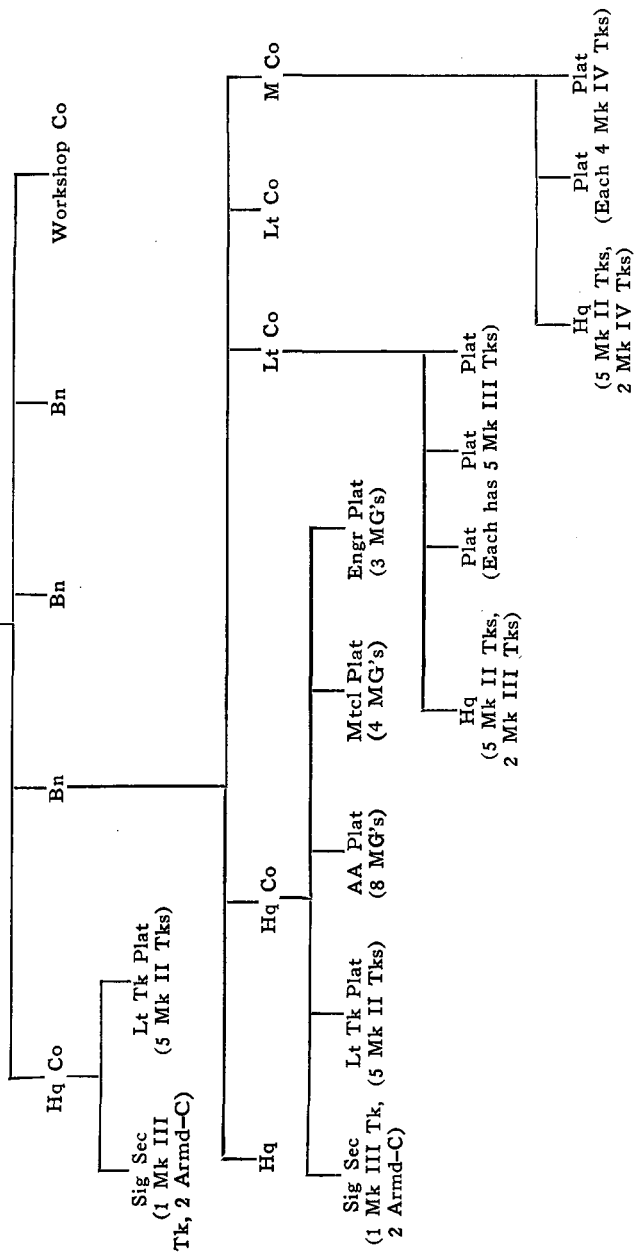 Hq Co
Bn
Bn
Bn
Workshop Co
Sig Sec
(1 Mk III
Tk, 2 Armd-C)
Lt Tk Plat
(5 Mk II Tks)
Hq
Hq Co
Lt Co
Lt Co
M Co
Sig Sec
(1 Mk III Tk,
2 Armd-C)
Lt Tk Plat
(5 Mk II Tks)
AA Plat
(8 MG's)
Mtcl Plat
(4 MG's)
Engr Plat
(3 MG's)
Hq
(5 Mk II Tks,
2 Mk III Tks)
Plat
Plat
Plat
(Each has 5 Mk III Tks)
Hq
(5 Mk II Tks,
2 Mk IV Tks)
Plat
Plat
(Each 4 Mk IV Tks)